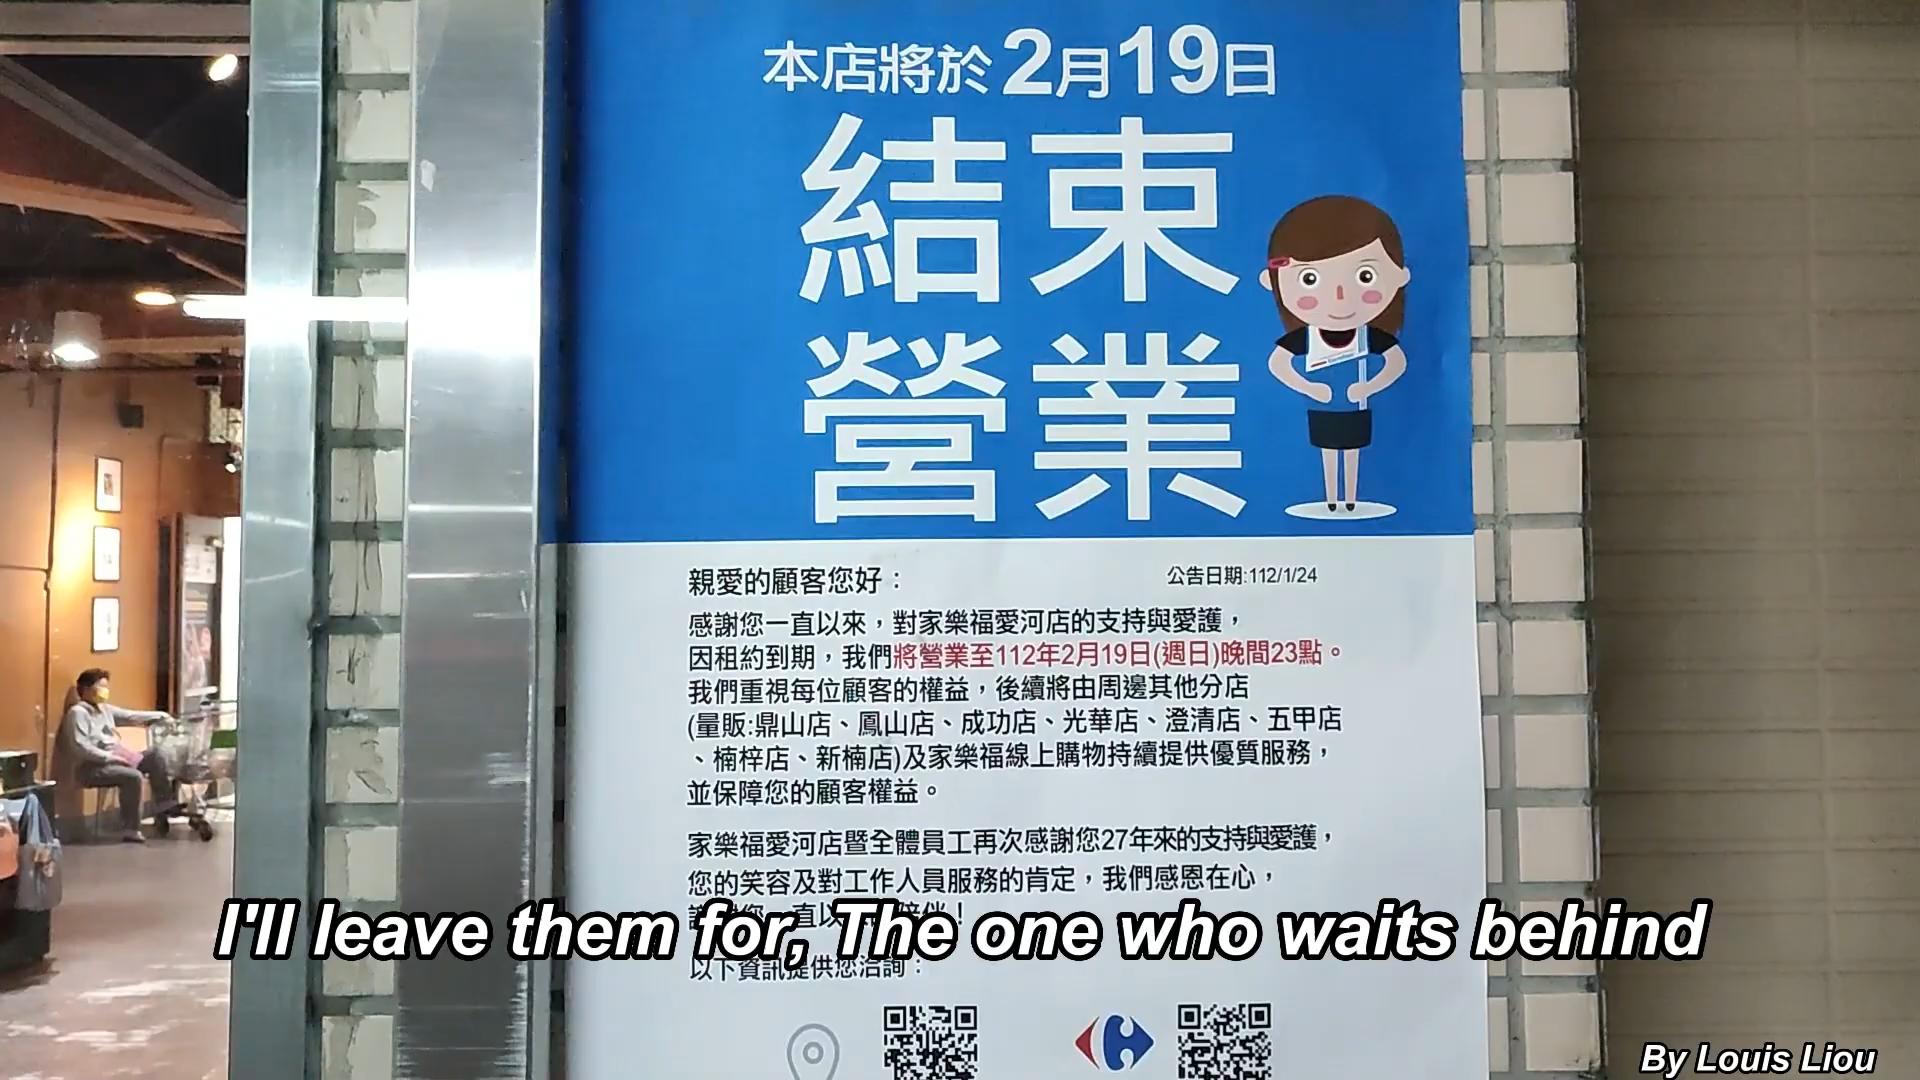 本店將於2月19日
結束
營業
親愛的顧客您好：
公告日期:112/1/24
感謝您一直以來，對家樂福愛河店的支持與愛護，
因租約到期，我們將營業至112年2月19日(週日)晚間23點。
我們重視每位顧客的權益，後續將由周邊其他分店
(量販:鼎山店、鳳山店、成功店、光華店、澄清店、五甲店
、楠梓店、新楠店)及家樂福線上購物持續提供優質服務，
並保障您的顧客權益。
家樂福愛河店暨全體員工再次感謝您27年來的支持與愛護，
您的笑容及對工作人員服務的肯定，我們感恩在心，
您一直以 陪伴！
I'll leave them for, The one who waits behind
以下資訊提供您洽詢：
By Louis Liou